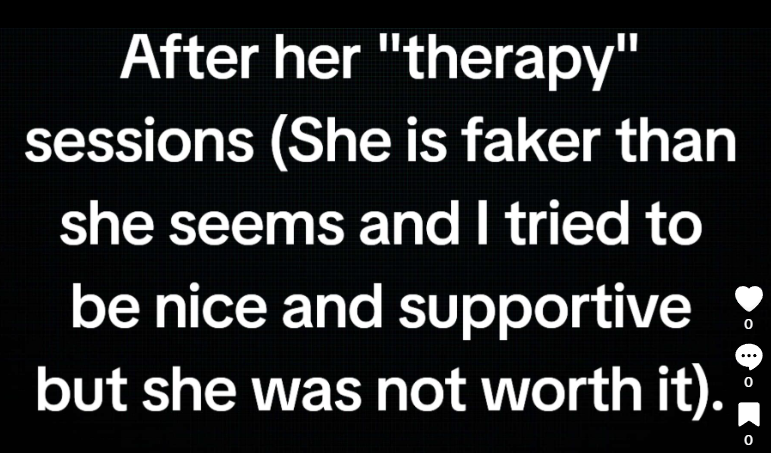 After her "therapy"
sessions (She is faker than
she seems and I tried to
be nice and supportive
but she was not worth it).
0
0
0